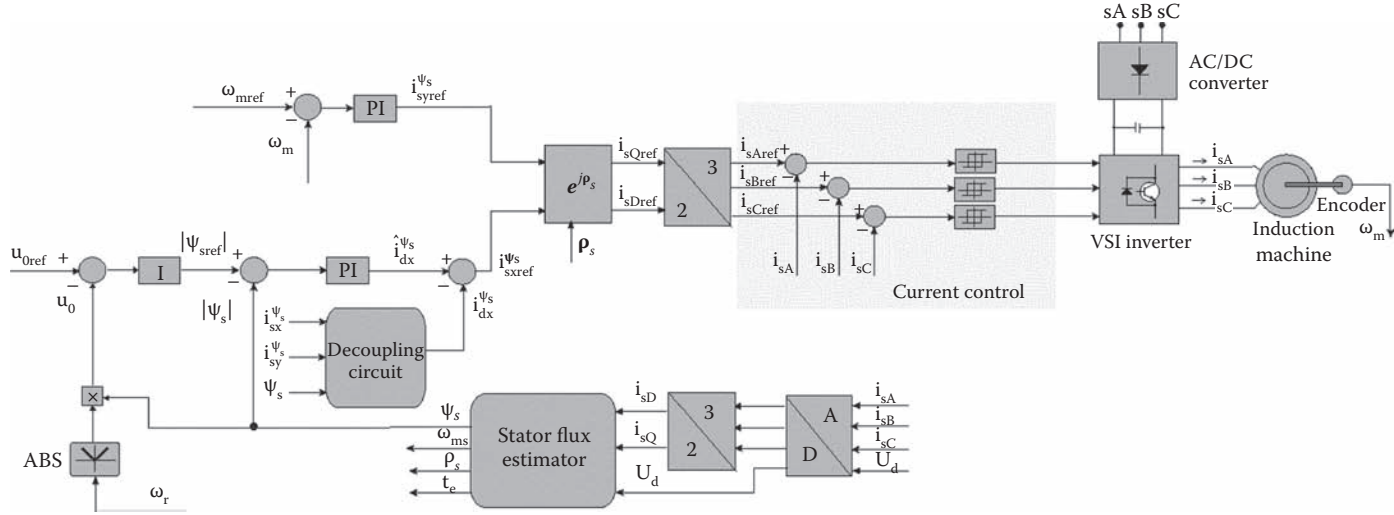 sA sB sC
AC/DC
converter
ω_mref
+
−
ω_m
PI
i_syref^ψs
e^jρ_s
ρ_s
i_sQref
i_sDref
3
2
i_sAref
i_sBref
i_sCref
+
−
+
−
+
−
i_sA
i_sB
i_sC
Current control
VSI inverter
→ i_sA
→ i_sB
→ i_sC
Induction
machine
Encoder
ω_m
u_0ref
+
−
u_0
I
|ψ_sref|
+
−
|ψ_s|
PI
î_dx^ψs
+
−
i_sxref^ψs
i_dx^ψs
i_sx^ψs
i_sy^ψs
ψ_s
Decoupling
circuit
×
ABS
ω_r
ψ_s
ω_ms
ρ_s
t_e
Stator flux
estimator
i_sD
i_sQ
U_d
3
2
A
D
i_sA
i_sB
i_sC
U_d